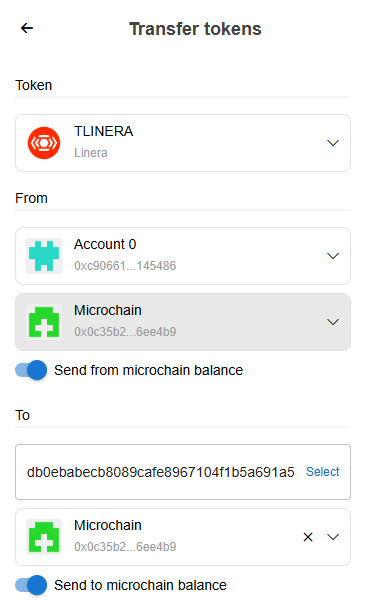 Transfer tokens
Token
TLINERA
Linera
From
Account 0
0xc90661...145486
Microchain
0x0c35b2...6ee4b9
Send from microchain balance
To
db0ebabecb8089cafe8967104f1b5a691a5
Select
Microchain
0x0c35b2...6ee4b9
Send to microchain balance